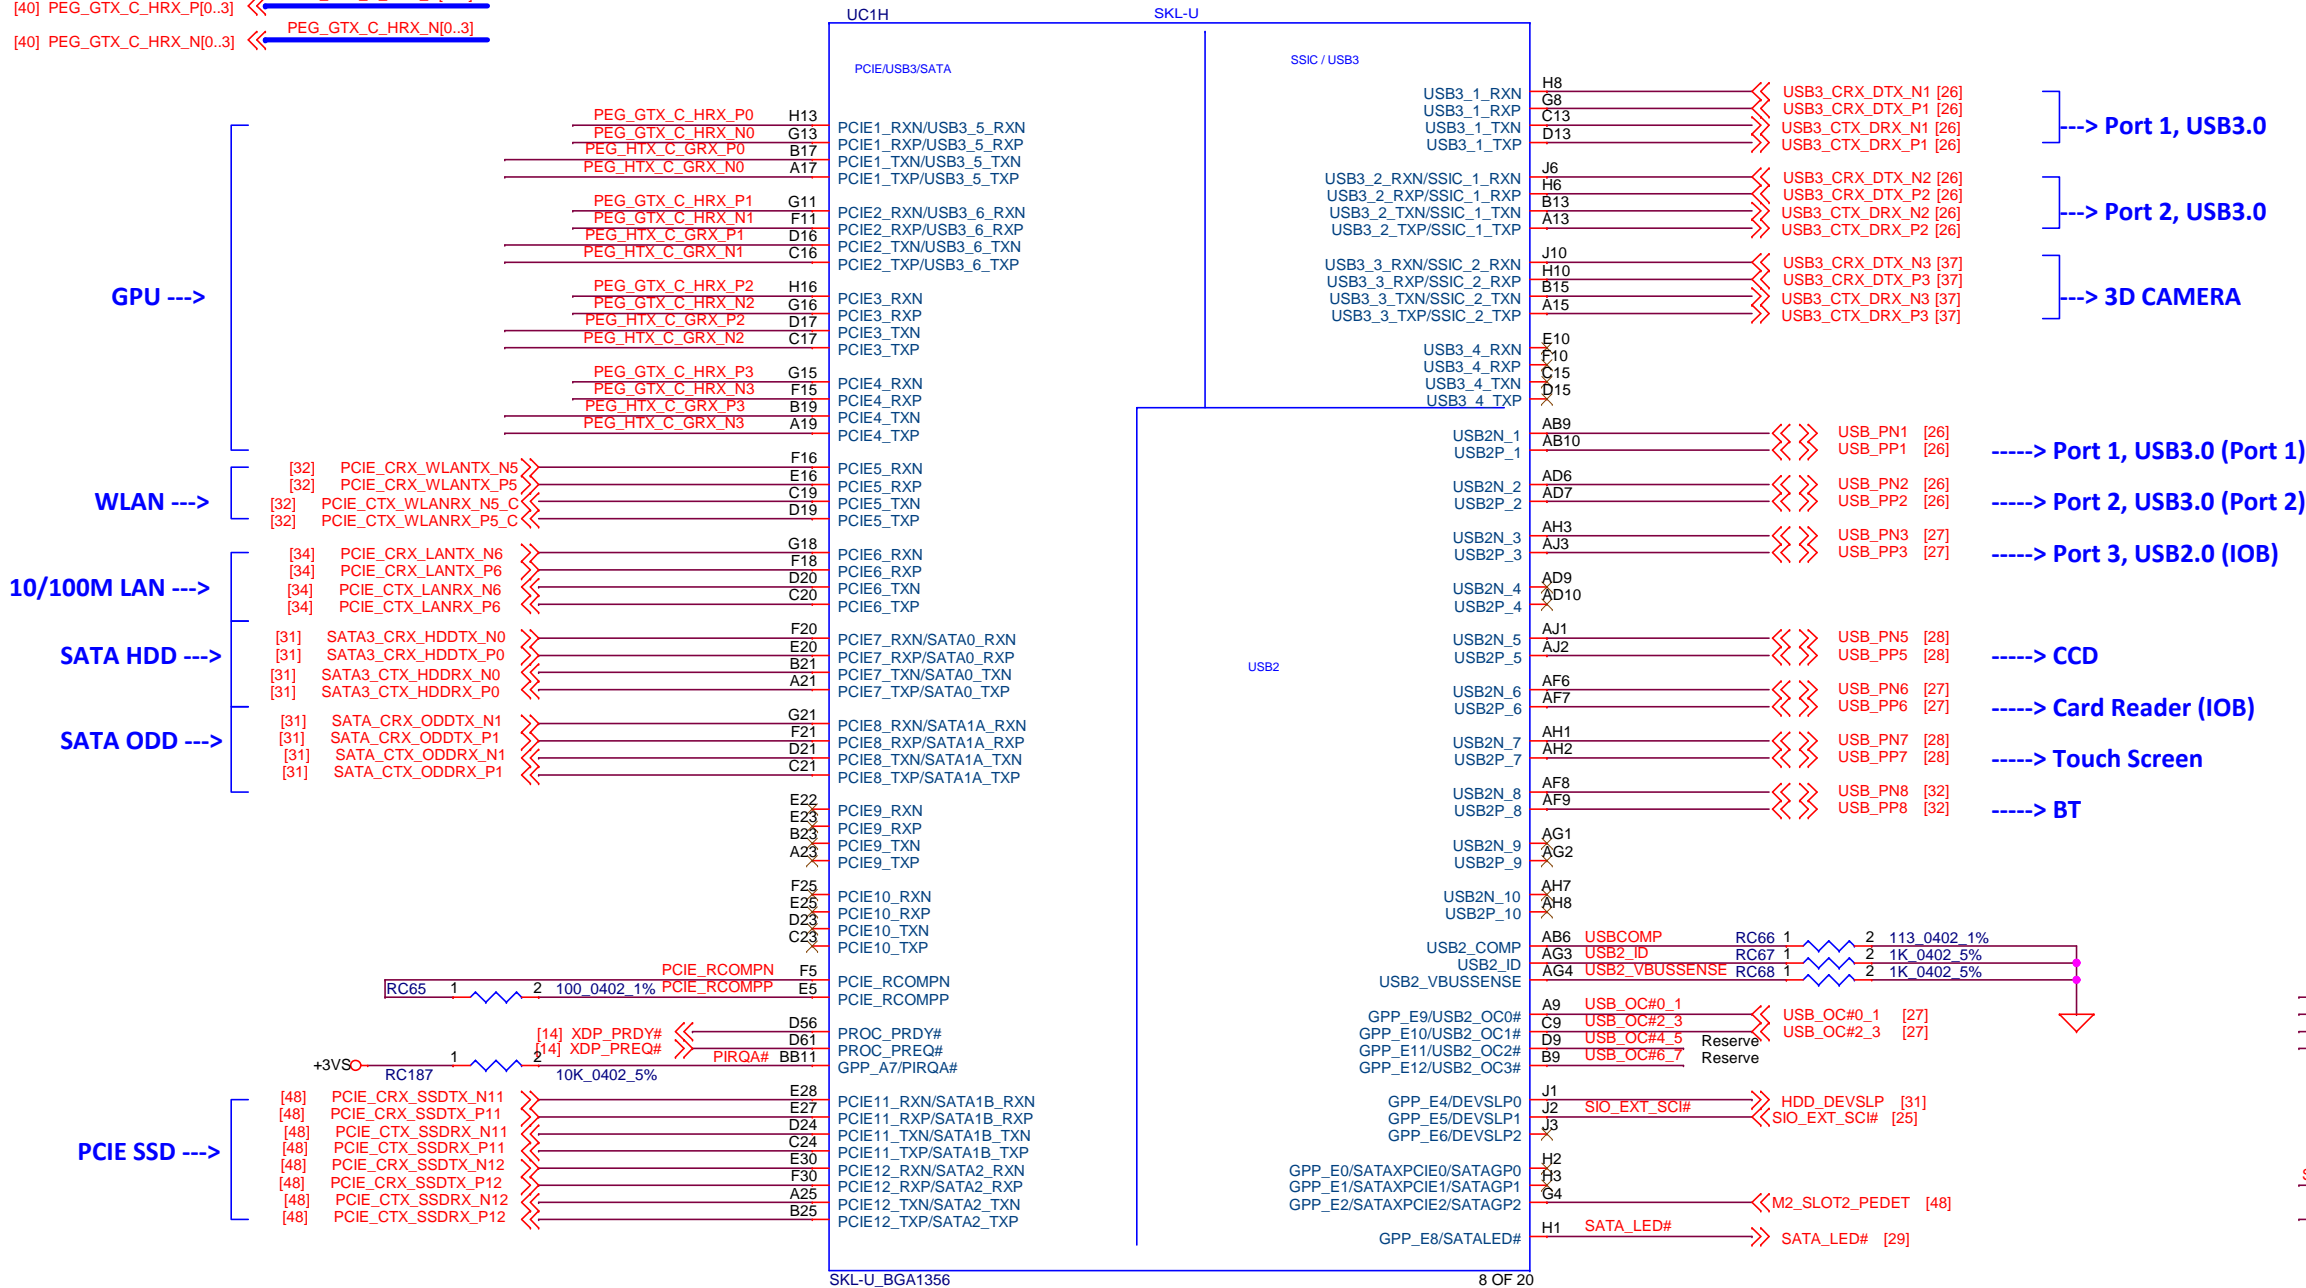 [40] PEG_GTX_C_HRX_P[0..3]
[40] PEG_GTX_C_HRX_N[0..3] PEG_GTX_C_HRX_N[0..3]
UC1H SKL-U
PCIE/USB3/SATA SSIC / USB3
GPU --->
PEG_GTX_C_HRX_P0 H13 PCIE1_RXN/USB3_5_RXN
PEG_GTX_C_HRX_N0 G13 PCIE1_RXP/USB3_5_RXP
PEG_HTX_C_GRX_P0 B17 PCIE1_TXN/USB3_5_TXN
PEG_HTX_C_GRX_N0 A17 PCIE1_TXP/USB3_5_TXP
PEG_GTX_C_HRX_P1 G11 PCIE2_RXN/USB3_6_RXN
PEG_GTX_C_HRX_N1 F11 PCIE2_RXP/USB3_6_RXP
PEG_HTX_C_GRX_P1 D16 PCIE2_TXN/USB3_6_TXN
PEG_HTX_C_GRX_N1 C16 PCIE2_TXP/USB3_6_TXP
PEG_GTX_C_HRX_P2 H16 PCIE3_RXN
PEG_GTX_C_HRX_N2 G16 PCIE3_RXP
PEG_HTX_C_GRX_P2 D17 PCIE3_TXN
PEG_HTX_C_GRX_N2 C17 PCIE3_TXP
PEG_GTX_C_HRX_P3 G15 PCIE4_RXN
PEG_GTX_C_HRX_N3 F15 PCIE4_RXP
PEG_HTX_C_GRX_P3 B19 PCIE4_TXN
PEG_HTX_C_GRX_N3 A19 PCIE4_TXP
WLAN --->
[32] PCIE_CRX_WLANTX_N5 F16 PCIE5_RXN
[32] PCIE_CRX_WLANTX_P5 E16 PCIE5_RXP
[32] PCIE_CTX_WLANRX_N5_C C19 PCIE5_TXN
[32] PCIE_CTX_WLANRX_P5_C D19 PCIE5_TXP
10/100M LAN --->
[34] PCIE_CRX_LANTX_N6 G18 PCIE6_RXN
[34] PCIE_CRX_LANTX_P6 F18 PCIE6_RXP
[34] PCIE_CTX_LANRX_N6 D20 PCIE6_TXN
[34] PCIE_CTX_LANRX_P6 C20 PCIE6_TXP
SATA HDD --->
[31] SATA3_CRX_HDDTX_N0 F20 PCIE7_RXN/SATA0_RXN
[31] SATA3_CRX_HDDTX_P0 E20 PCIE7_RXP/SATA0_RXP
[31] SATA3_CTX_HDDRX_N0 B21 PCIE7_TXN/SATA0_TXN
[31] SATA3_CTX_HDDRX_P0 A21 PCIE7_TXP/SATA0_TXP
SATA ODD --->
[31] SATA_CRX_ODDTX_N1 G21 PCIE8_RXN/SATA1A_RXN
[31] SATA_CRX_ODDTX_P1 F21 PCIE8_RXP/SATA1A_RXP
[31] SATA_CTX_ODDRX_N1 D21 PCIE8_TXN/SATA1A_TXN
[31] SATA_CTX_ODDRX_P1 C21 PCIE8_TXP/SATA1A_TXP
E22 PCIE9_RXN
E23 PCIE9_RXP
B23 PCIE9_TXN
A23 PCIE9_TXP
F25 PCIE10_RXN
E25 PCIE10_RXP
D23 PCIE10_TXN
C23 PCIE10_TXP
PCIE_RCOMPN F5 PCIE_RCOMPN
RC65 1 2 100_0402_1% PCIE_RCOMPP E5 PCIE_RCOMPP
[14] XDP_PRDY# D56 PROC_PRDY#
[14] XDP_PREQ# D61 PROC_PREQ#
+3VS 1 2 PIRQA# BB11 GPP_A7/PIRQA#
RC187 10K_0402_5%
PCIE SSD --->
[48] PCIE_CRX_SSDTX_N11 E28 PCIE11_RXN/SATA1B_RXN
[48] PCIE_CRX_SSDTX_P11 E27 PCIE11_RXP/SATA1B_RXP
[48] PCIE_CTX_SSDRX_N11 D24 PCIE11_TXN/SATA1B_TXN
[48] PCIE_CTX_SSDRX_P11 C24 PCIE11_TXP/SATA1B_TXP
[48] PCIE_CRX_SSDTX_N12 E30 PCIE12_RXN/SATA2_RXN
[48] PCIE_CRX_SSDTX_P12 F30 PCIE12_RXP/SATA2_RXP
[48] PCIE_CTX_SSDRX_N12 A25 PCIE12_TXN/SATA2_TXN
[48] PCIE_CTX_SSDRX_P12 B25 PCIE12_TXP/SATA2_TXP
USB3_1_RXN H8 USB3_CRX_DTX_N1 [26]
USB3_1_RXP G8 USB3_CRX_DTX_P1 [26]
USB3_1_TXN C13 USB3_CTX_DRX_N1 [26]
USB3_1_TXP D13 USB3_CTX_DRX_P1 [26]
---> Port 1, USB3.0
USB3_2_RXN/SSIC_1_RXN J6 USB3_CRX_DTX_N2 [26]
USB3_2_RXP/SSIC_1_RXP H6 USB3_CRX_DTX_P2 [26]
USB3_2_TXN/SSIC_1_TXN B13 USB3_CTX_DRX_N2 [26]
USB3_2_TXP/SSIC_1_TXP A13 USB3_CTX_DRX_P2 [26]
---> Port 2, USB3.0
USB3_3_RXN/SSIC_2_RXN J10 USB3_CRX_DTX_N3 [37]
USB3_3_RXP/SSIC_2_RXP H10 USB3_CRX_DTX_P3 [37]
USB3_3_TXN/SSIC_2_TXN B15 USB3_CTX_DRX_N3 [37]
USB3_3_TXP/SSIC_2_TXP A15 USB3_CTX_DRX_P3 [37]
---> 3D CAMERA
USB3_4_RXN E10
USB3_4_RXP F10
USB3_4_TXN C15
USB3_4_TXP D15
USB2
USB2N_1 AB9 USB_PN1 [26]
USB2P_1 AB10 USB_PP1 [26]
-----> Port 1, USB3.0 (Port 1)
USB2N_2 AD6 USB_PN2 [26]
USB2P_2 AD7 USB_PP2 [26]
-----> Port 2, USB3.0 (Port 2)
USB2N_3 AH3 USB_PN3 [27]
USB2P_3 AJ3 USB_PP3 [27]
-----> Port 3, USB2.0 (IOB)
USB2N_4 AD9
USB2P_4 AD10
USB2N_5 AJ1 USB_PN5 [28]
USB2P_5 AJ2 USB_PP5 [28]
-----> CCD
USB2N_6 AF6 USB_PN6 [27]
USB2P_6 AF7 USB_PP6 [27]
-----> Card Reader (IOB)
USB2N_7 AH1 USB_PN7 [28]
USB2P_7 AH2 USB_PP7 [28]
-----> Touch Screen
USB2N_8 AF8 USB_PN8 [32]
USB2P_8 AF9 USB_PP8 [32]
-----> BT
USB2N_9 AG1
USB2P_9 AG2
USB2N_10 AH7
USB2P_10 AH8
USB2_COMP AB6 USBCOMP RC66 1 2 113_0402_1%
USB2_ID AG3 USB2_ID RC67 1 2 1K_0402_5%
USB2_VBUSSENSE AG4 USB2_VBUSSENSE RC68 1 2 1K_0402_5%
GPP_E9/USB2_OC0# A9 USB_OC#0_1 USB_OC#0_1 [27]
GPP_E10/USB2_OC1# C9 USB_OC#2_3 USB_OC#2_3 [27]
GPP_E11/USB2_OC2# D9 USB_OC#4_5 Reserve
GPP_E12/USB2_OC3# B9 USB_OC#6_7 Reserve
GPP_E4/DEVSLP0 J1 HDD_DEVSLP [31]
GPP_E5/DEVSLP1 J2 SIO_EXT_SCI# SIO_EXT_SCI# [25]
GPP_E6/DEVSLP2 J3
GPP_E0/SATAXPCIE0/SATAGP0 H2
GPP_E1/SATAXPCIE1/SATAGP1 H3
GPP_E2/SATAXPCIE2/SATAGP2 G4 M2_SLOT2_PEDET [48]
GPP_E8/SATALED# H1 SATA_LED# SATA_LED# [29]
SKL-U_BGA1356 8 OF 20